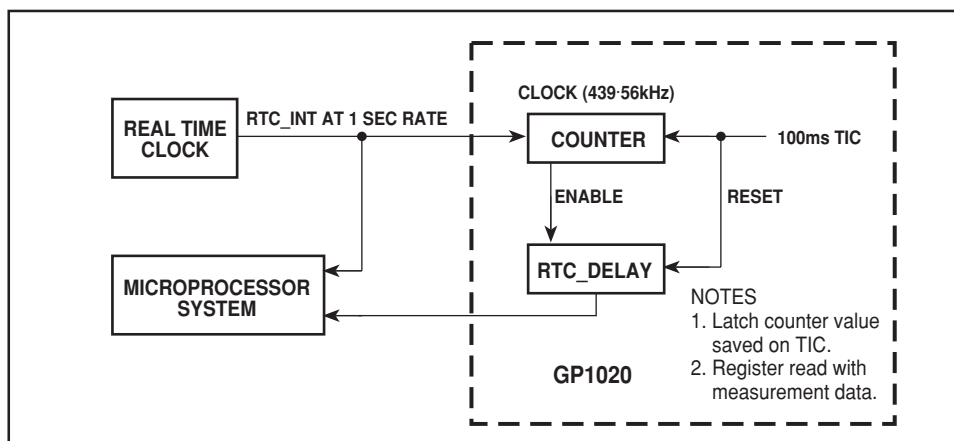 CLOCK (439·56kHz)
REAL TIME
CLOCK
RTC_INT AT 1 SEC RATE
COUNTER
100ms TIC
ENABLE
RESET
MICROPROCESSOR
SYSTEM
RTC_DELAY
NOTES
1. Latch counter value
saved on TIC.
2. Register read with
measurement data.
GP1020